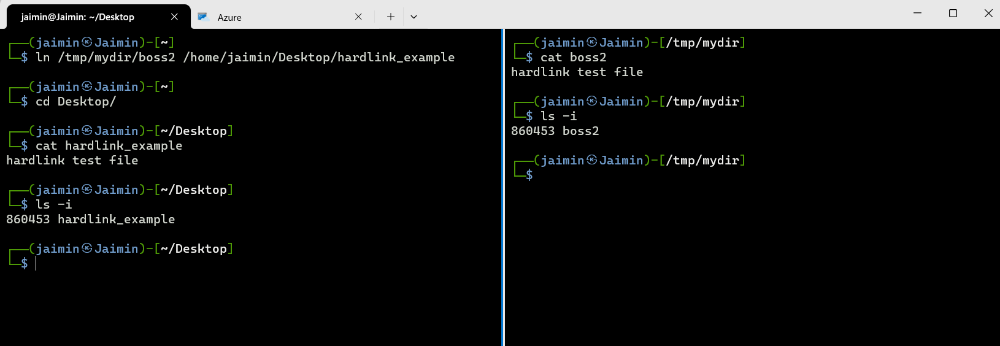 jaimin@Jaimin: ~/Desktop
Azure
┌──(jaimin㉿Jaimin)-[~]
└─$ ln /tmp/mydir/boss2 /home/jaimin/Desktop/hardlink_example
┌──(jaimin㉿Jaimin)-[~]
└─$ cd Desktop/
┌──(jaimin㉿Jaimin)-[~/Desktop]
└─$ cat hardlink_example
hardlink test file
┌──(jaimin㉿Jaimin)-[~/Desktop]
└─$ ls -i
860453 hardlink_example
┌──(jaimin㉿Jaimin)-[~/Desktop]
└─$
┌──(jaimin㉿Jaimin)-[/tmp/mydir]
└─$ cat boss2
hardlink test file
┌──(jaimin㉿Jaimin)-[/tmp/mydir]
└─$ ls -i
860453 boss2
┌──(jaimin㉿Jaimin)-[/tmp/mydir]
└─$